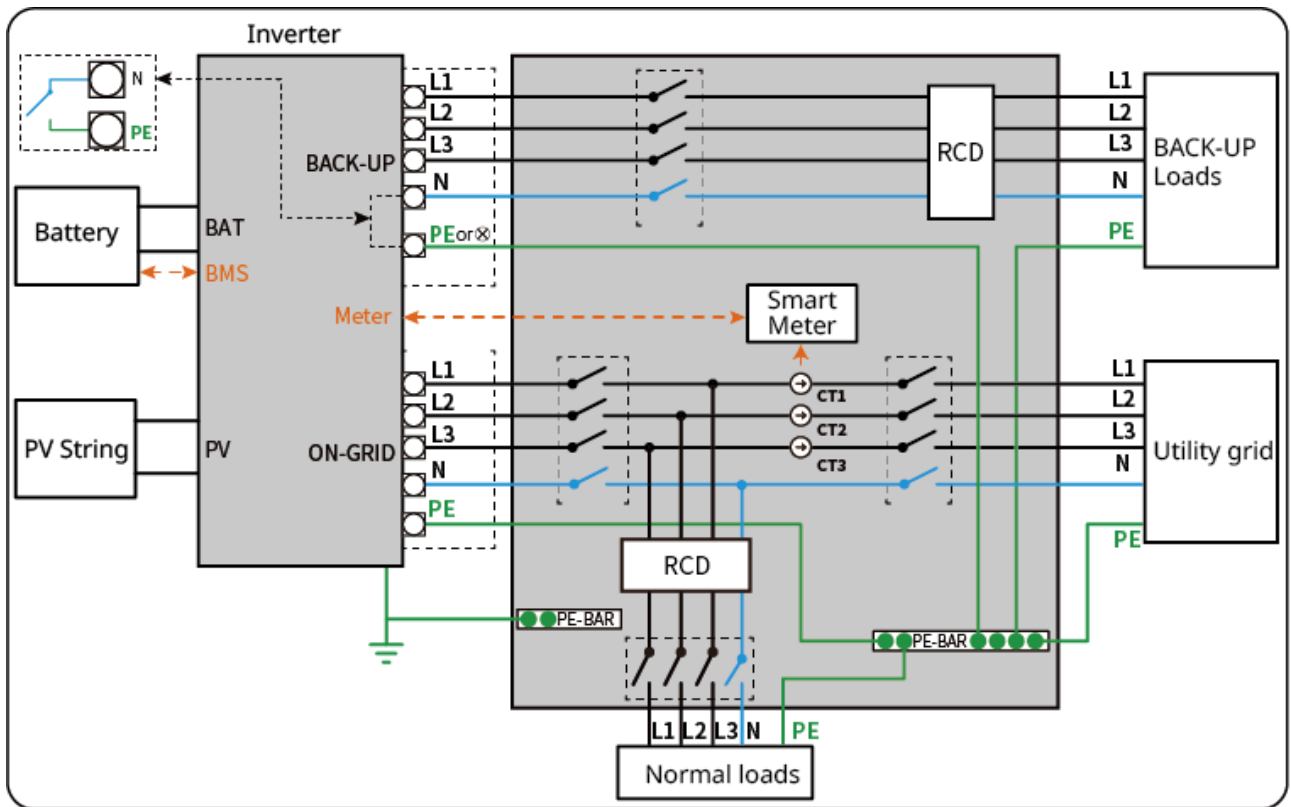 Inverter
N
PE
L1
L2
L3
BACK-UP
N
PEor⊗
RCD
L1
L2
L3
N
PE
BACK-UP
Loads
Battery
BAT
BMS
Meter
Smart
Meter
PV String
PV
L1
L2
L3
ON-GRID
N
PE
CT1
CT2
CT3
L1
L2
L3
N
PE
Utility grid
RCD
PE-BAR
PE-BAR
L1 L2 L3 N PE
Normal loads